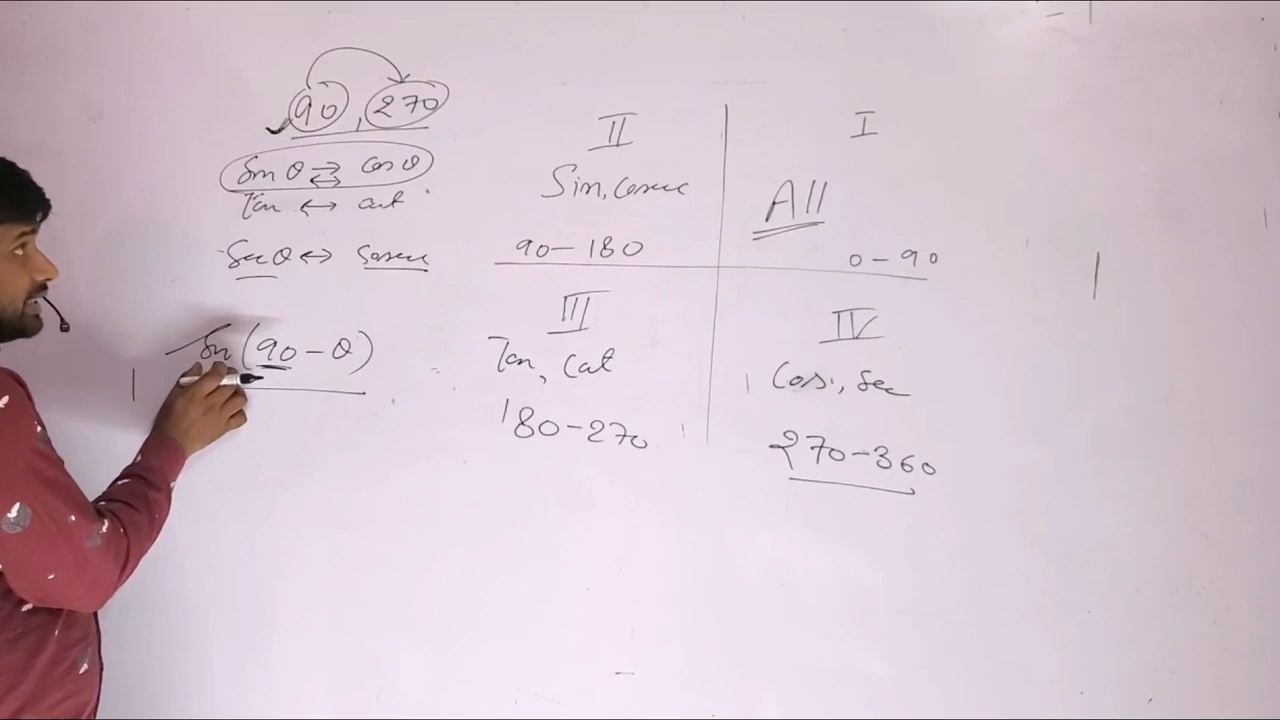 90, 270
Sin θ ⇌ cos θ
Tan ↔ cot
Sec θ ↔ cosec
Sin (90 - θ)
II
Sin, Cosec
90 - 180
I
All
0 - 90
III
Tan, Cot
180 - 270
IV
Cos, Sec
270 - 360